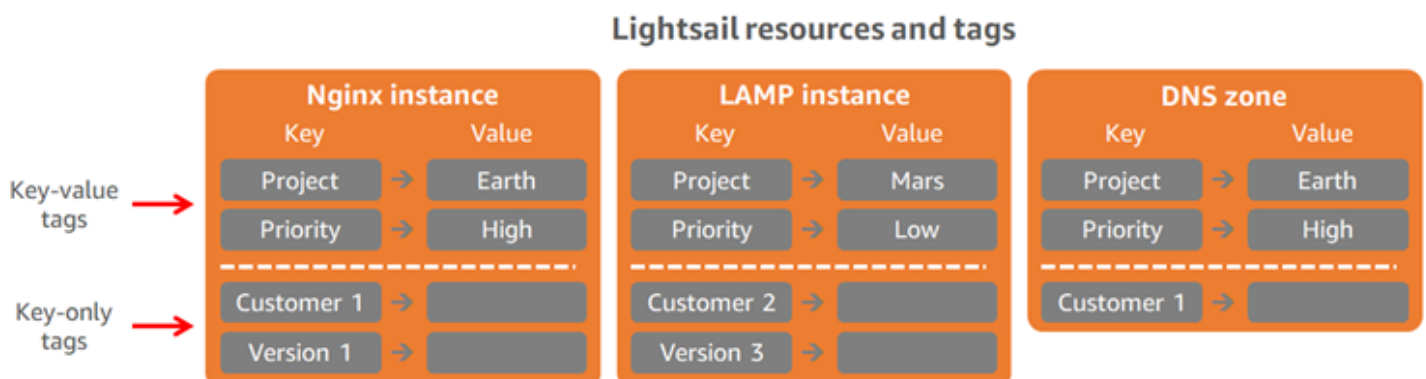 Lightsail resources and tags
Nginx instance
Key Value
Project → Earth
Priority → High
Customer 1 →
Version 1 →
LAMP instance
Key Value
Project → Mars
Priority → Low
Customer 2 →
Version 3 →
DNS zone
Key Value
Project → Earth
Priority → High
Customer 1 →
Key-value
tags
Key-only
tags